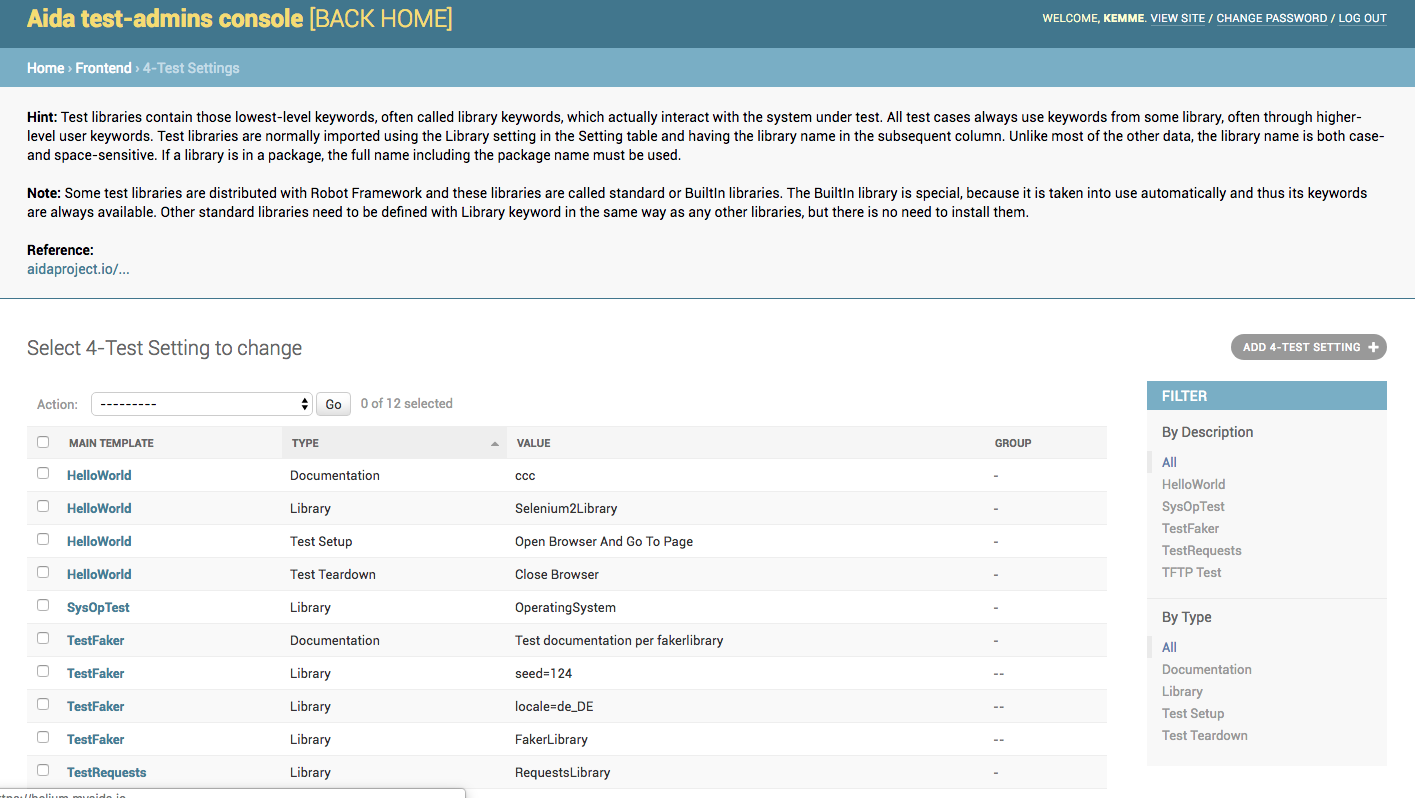 Aida test-admins console [BACK HOME]
WELCOME, KEMME. VIEW SITE / CHANGE PASSWORD / LOG OUT
Home › Frontend › 4-Test Settings
Hint: Test libraries contain those lowest-level keywords, often called library keywords, which actually interact with the system under test. All test cases always use keywords from some library, often through higher-
level user keywords. Test libraries are normally imported using the Library setting in the Setting table and having the library name in the subsequent column. Unlike most of the other data, the library name is both case-
and space-sensitive. If a library is in a package, the full name including the package name must be used.
Note: Some test libraries are distributed with Robot Framework and these libraries are called standard or BuiltIn libraries. The BuiltIn library is special, because it is taken into use automatically and thus its keywords
are always available. Other standard libraries need to be defined with Library keyword in the same way as any other libraries, but there is no need to install them.
Reference:
aidaproject.io/...
Select 4-Test Setting to change
ADD 4-TEST SETTING +
Action: --------- Go 0 of 12 selected
MAIN TEMPLATE TYPE VALUE GROUP
HelloWorld Documentation ccc -
HelloWorld Library Selenium2Library -
HelloWorld Test Setup Open Browser And Go To Page -
HelloWorld Test Teardown Close Browser -
SysOpTest Library OperatingSystem -
TestFaker Documentation Test documentation per fakerlibrary -
TestFaker Library seed=124 --
TestFaker Library locale=de_DE --
TestFaker Library FakerLibrary --
TestRequests Library RequestsLibrary -
FILTER
By Description
All
HelloWorld
SysOpTest
TestFaker
TestRequests
TFTP Test
By Type
All
Documentation
Library
Test Setup
Test Teardown